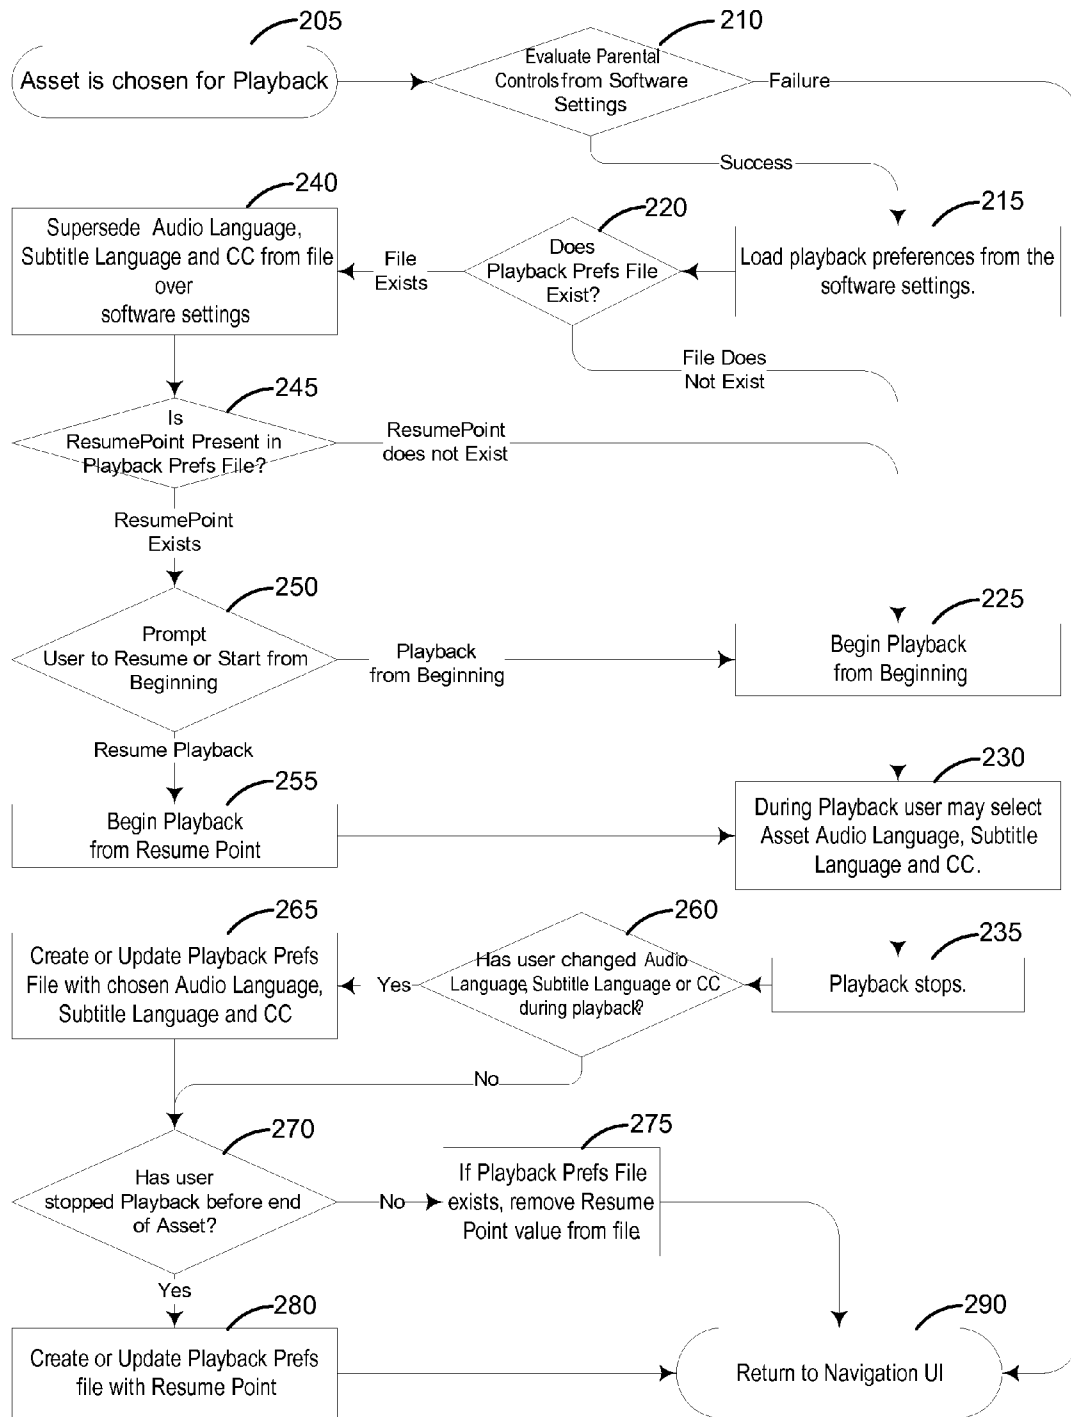 205
Asset is chosen for Playback
210
Evaluate Parental
Controls from Software
Settings
Failure
Success
240
Supersede Audio Language,
Subtitle Language and CC from file
over
software settings
File
Exists
220
Does
Playback Prefs File
Exist?
215
Load playback preferences from the
software settings.
File Does
Not Exist
245
Is
ResumePoint Present in
Playback Prefs File?
ResumePoint
does not Exist
ResumePoint
Exists
250
Prompt
User to Resume or Start from
Beginning
Playback
from Beginning
225
Begin Playback
from Beginning
Resume Playback
255
Begin Playback
from Resume Point
230
During Playback user may select
Asset Audio Language, Subtitle
Language and CC.
265
Create or Update Playback Prefs
File with chosen Audio Language,
Subtitle Language and CC
Yes
260
Has user changed Audio
Language, Subtitle Language or CC
during playback?
235
Playback stops.
No
270
Has user
stopped Playback before end
of Asset?
No
275
If Playback Prefs File
exists, remove Resume
Point value from file.
Yes
280
Create or Update Playback Prefs
file with Resume Point
290
Return to Navigation UI